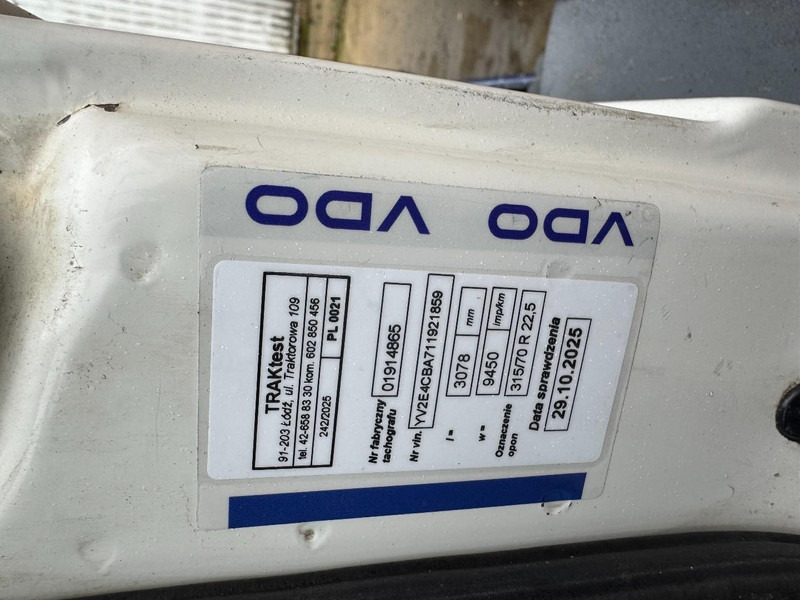 VDO VDO
TRAKtest
91-203 Łódź, ul. Traktorowa 109
tel. 42-658 83 30 kom. 602 850 456
242/2025 PL 0021
Nr fabryczny
tachografu 01914865
Nr vin. YV2E4CBA711921859
l = 3078 mm
w = 9450 imp/km
Oznaczenie
opon 315/70 R 22,5
Data sprawdzenia
29.10.2025